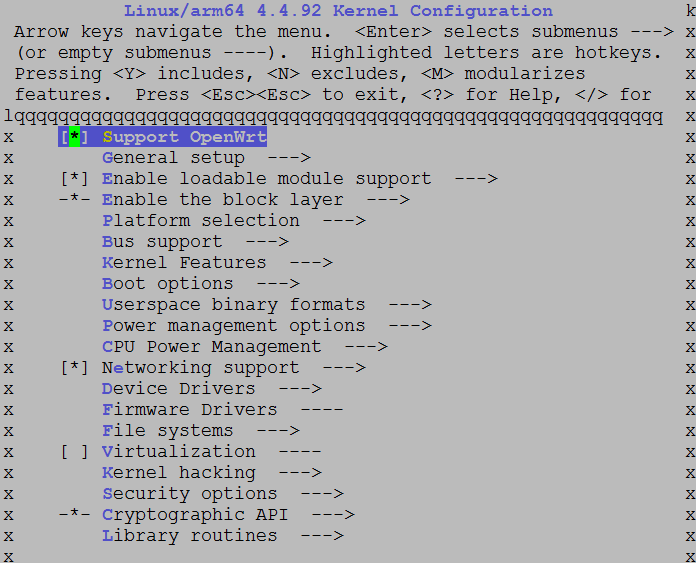 Linux/arm64 4.4.92 Kernel Configuration k
Arrow keys navigate the menu.  <Enter> selects submenus ---> x
(or empty submenus ----).  Highlighted letters are hotkeys. x
Pressing <Y> includes, <N> excludes, <M> modularizes x
features.  Press <Esc><Esc> to exit, <?> for Help, </> for x
lqqqqqqqqqqqqqqqqqqqqqqqqqqqqqqqqqqqqqqqqqqqqqqqqqqqqqqqqqqq x
x    [*] Support OpenWrt x
x        General setup  ---> x
x    [*] Enable loadable module support  ---> x
x    -*- Enable the block layer  ---> x
x        Platform selection  ---> x
x        Bus support  ---> x
x        Kernel Features  ---> x
x        Boot options  ---> x
x        Userspace binary formats  ---> x
x        Power management options  ---> x
x        CPU Power Management  ---> x
x    [*] Networking support  ---> x
x        Device Drivers  ---> x
x        Firmware Drivers  ---- x
x        File systems  ---> x
x    [ ] Virtualization  ---- x
x        Kernel hacking  ---> x
x        Security options  ---> x
x    -*- Cryptographic API  ---> x
x        Library routines  ---> x
x x